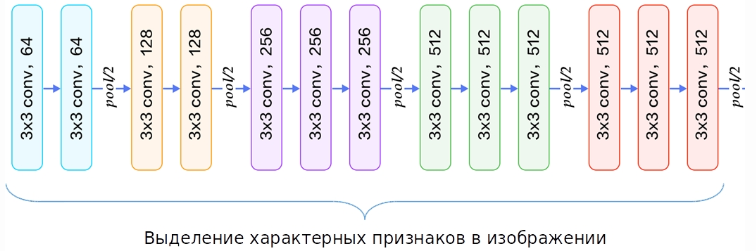 3x3 conv, 64
3x3 conv, 64
pool/2
3x3 conv, 128
3x3 conv, 128
pool/2
3x3 conv, 256
3x3 conv, 256
3x3 conv, 256
pool/2
3x3 conv, 512
3x3 conv, 512
3x3 conv, 512
pool/2
3x3 conv, 512
3x3 conv, 512
3x3 conv, 512
pool/2
Выделение характерных признаков в изображении